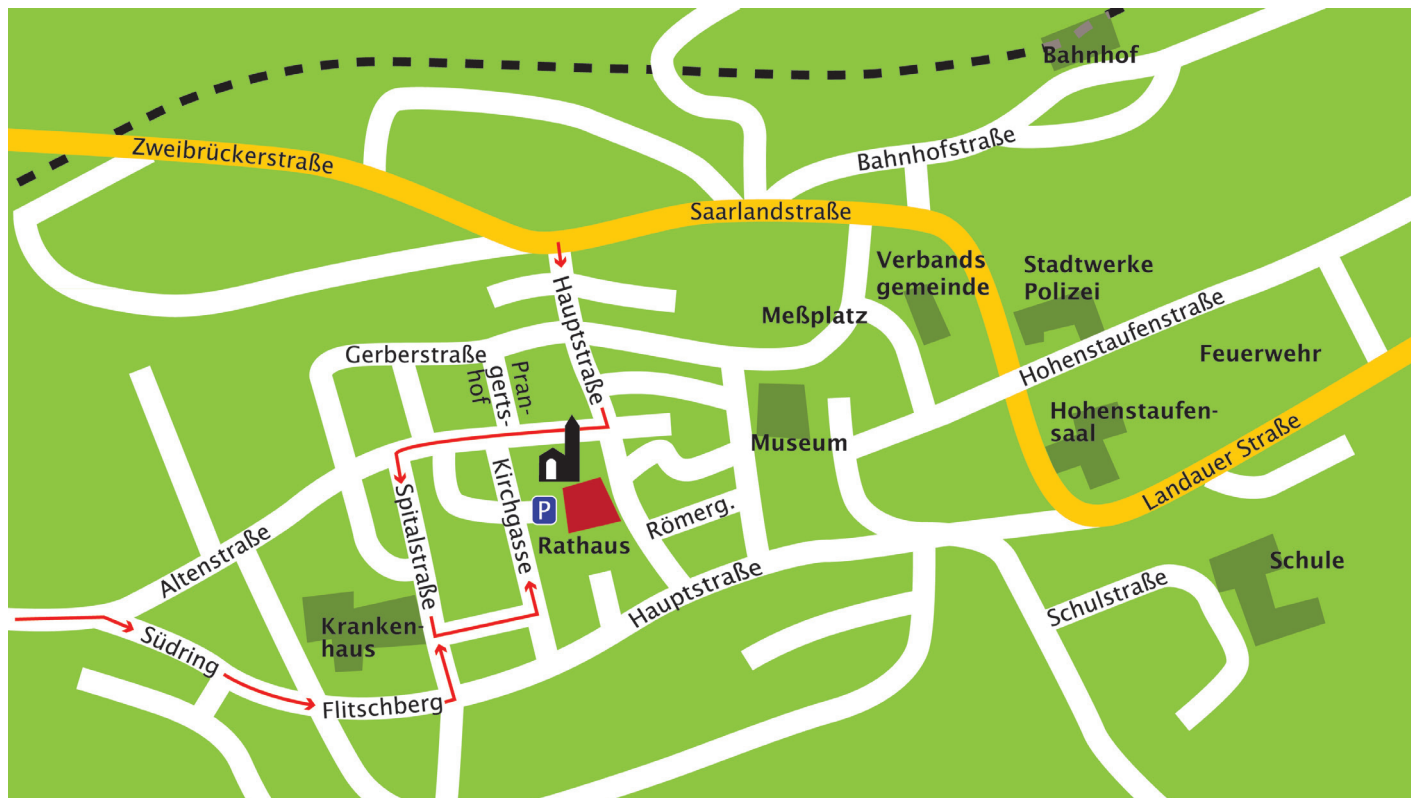 Bahnhof
Zweibrückerstraße
Bahnhofstraße
Saarlandstraße
Verbands
gemeinde
Stadtwerke
Polizei
Hauptstraße
Meßplatz
Hohenstaufenstraße
Gerberstraße
Feuerwehr
Pran-
gerts-
hof
Hohenstaufen-
saal
Museum
Landauer Straße
Kirchgasse
Spitalstraße
P
Römerg.
Rathaus
Altenstraße
Hauptstraße
Schule
Schulstraße
Kranken-
haus
Südring
Flitschberg